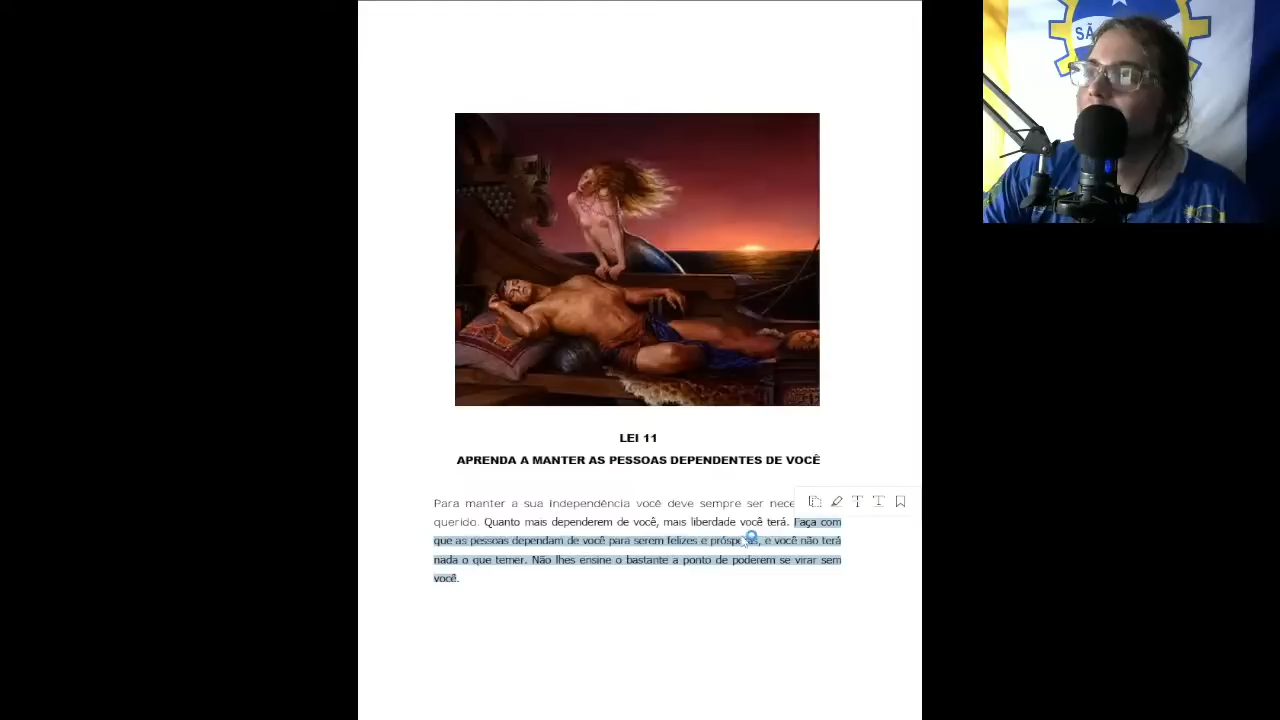 SÃ
LEI 11
APRENDA A MANTER AS PESSOAS DEPENDENTES DE VOCÊ
Para manter a sua independência você deve sempre ser
querido. Quanto mais dependerem de você, mais liberdade você terá. Faça com
que as pessoas dependam de você para serem felizes e prósperas, e você não terá
nada o que temer. Não lhes ensine o bastante a ponto de poderem se virar sem
você.